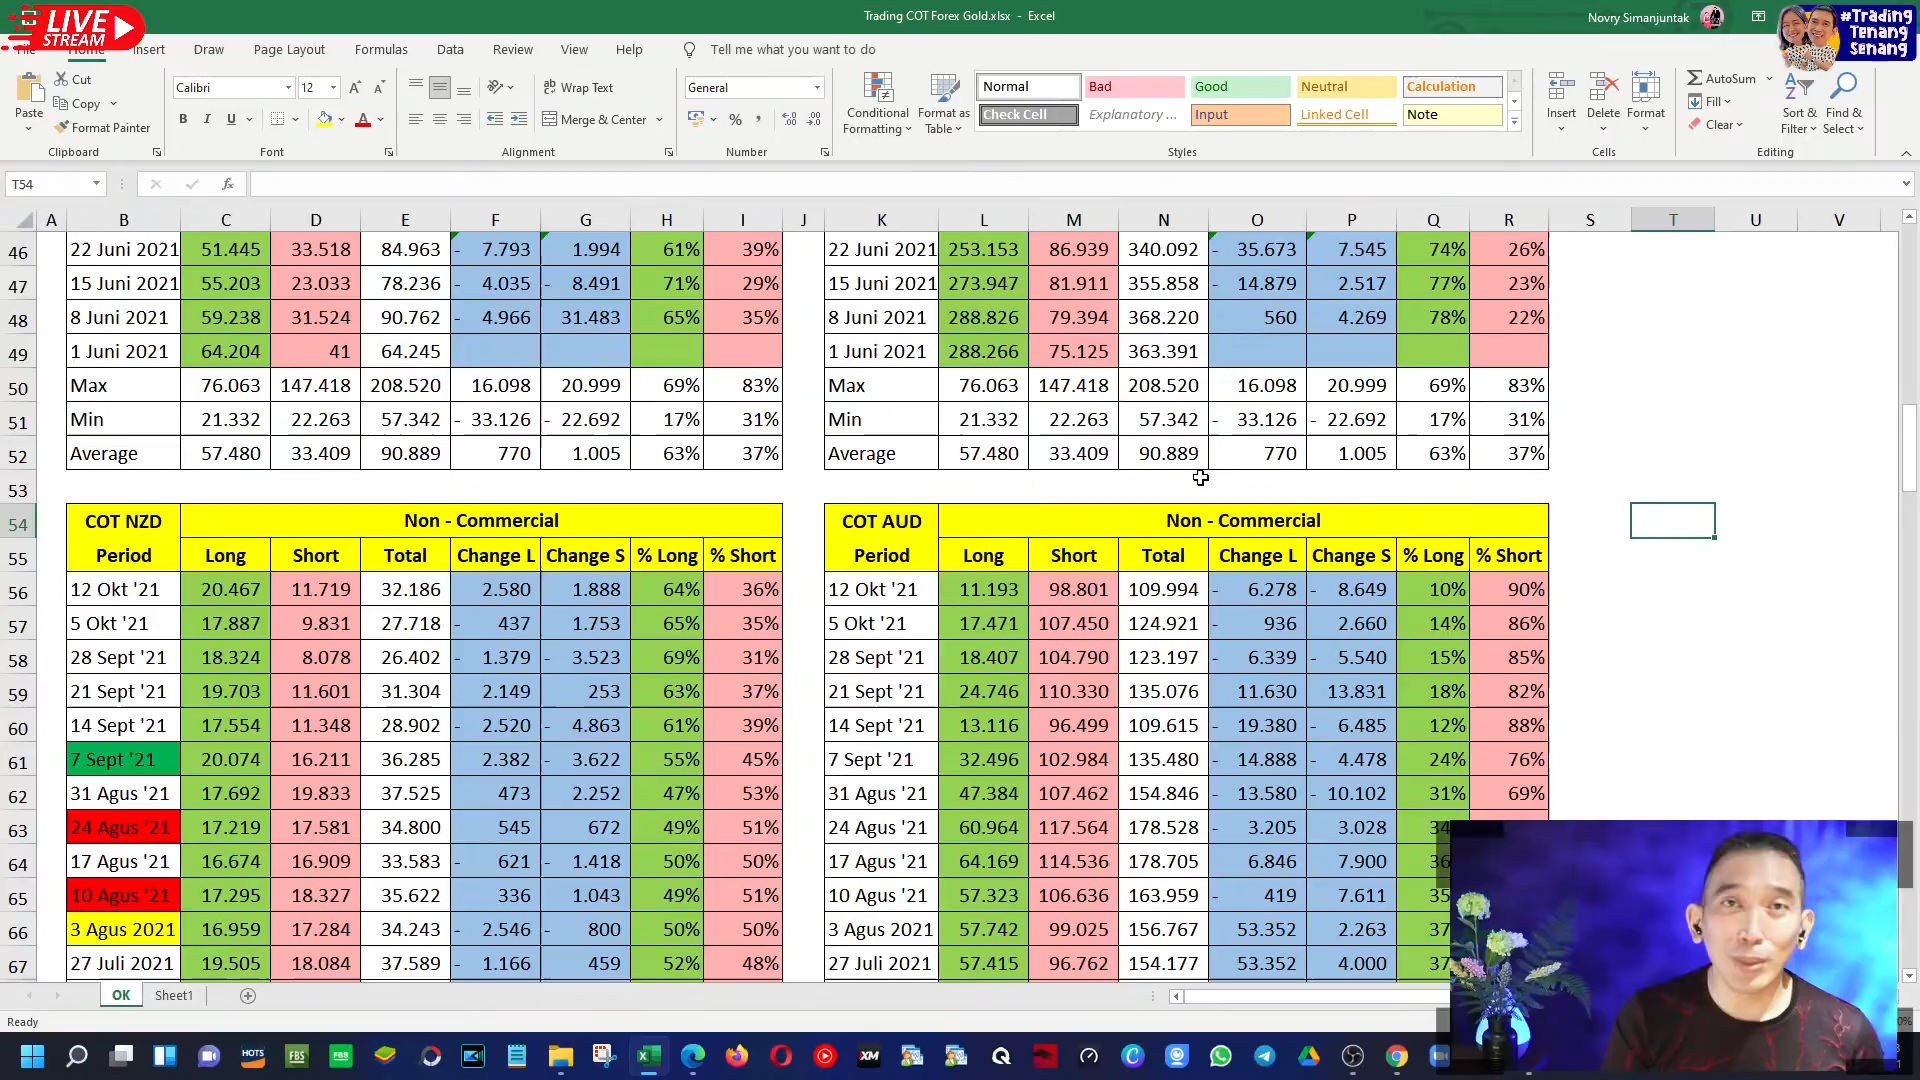 LIVE
STREAM
Trading COT Forex Gold.xlsx - Excel
Novry Simanjuntak
#Trading
Tenang
Senang
Insert Draw Page Layout Formulas Data Review View Help Tell me what you want to do
Paste
Cut
Copy
Format Painter
Clipboard
Calibri 12
B I U
Font
Wrap Text
Merge & Center
Alignment
General
Number
Conditional
Formatting
Format as
Table
Normal Bad Good Neutral Calculation
Check Cell Explanatory ... Input Linked Cell Note
Styles
Insert Delete Format
Cells
AutoSum
Fill
Clear
Sort &
Filter
Find &
Select
Editing
T54
A B C D E F G H I J K L M N O P Q R S T U V
46 22 Juni 2021 51.445 33.518 84.963 - 7.793 1.994 61% 39% 22 Juni 2021 253.153 86.939 340.092 - 35.673 7.545 74% 26%
47 15 Juni 2021 55.203 23.033 78.236 - 4.035 - 8.491 71% 29% 15 Juni 2021 273.947 81.911 355.858 - 14.879 2.517 77% 23%
48 8 Juni 2021 59.238 31.524 90.762 - 4.966 31.483 65% 35% 8 Juni 2021 288.826 79.394 368.220 560 4.269 78% 22%
49 1 Juni 2021 64.204 41 64.245 1 Juni 2021 288.266 75.125 363.391
50 Max 76.063 147.418 208.520 16.098 20.999 69% 83% Max 76.063 147.418 208.520 16.098 20.999 69% 83%
51 Min 21.332 22.263 57.342 - 33.126 - 22.692 17% 31% Min 21.332 22.263 57.342 - 33.126 - 22.692 17% 31%
52 Average 57.480 33.409 90.889 770 1.005 63% 37% Average 57.480 33.409 90.889 770 1.005 63% 37%
53
54 COT NZD Non - Commercial COT AUD Non - Commercial
55 Period Long Short Total Change L Change S % Long % Short Period Long Short Total Change L Change S % Long % Short
56 12 Okt '21 20.467 11.719 32.186 2.580 1.888 64% 36% 12 Okt '21 11.193 98.801 109.994 - 6.278 - 8.649 10% 90%
57 5 Okt '21 17.887 9.831 27.718 - 437 1.753 65% 35% 5 Okt '21 17.471 107.450 124.921 - 936 2.660 14% 86%
58 28 Sept '21 18.324 8.078 26.402 - 1.379 - 3.523 69% 31% 28 Sept '21 18.407 104.790 123.197 - 6.339 - 5.540 15% 85%
59 21 Sept '21 19.703 11.601 31.304 2.149 253 63% 37% 21 Sept '21 24.746 110.330 135.076 11.630 13.831 18% 82%
60 14 Sept '21 17.554 11.348 28.902 - 2.520 - 4.863 61% 39% 14 Sept '21 13.116 96.499 109.615 - 19.380 - 6.485 12% 88%
61 7 Sept '21 20.074 16.211 36.285 2.382 - 3.622 55% 45% 7 Sept '21 32.496 102.984 135.480 - 14.888 - 4.478 24% 76%
62 31 Agus '21 17.692 19.833 37.525 473 2.252 47% 53% 31 Agus '21 47.384 107.462 154.846 - 13.580 - 10.102 31% 69%
63 24 Agus '21 17.219 17.581 34.800 545 672 49% 51% 24 Agus '21 60.964 117.564 178.528 - 3.205 3.028 34
64 17 Agus '21 16.674 16.909 33.583 - 621 - 1.418 50% 50% 17 Agus '21 64.169 114.536 178.705 6.846 7.900 36
65 10 Agus '21 17.295 18.327 35.622 336 1.043 49% 51% 10 Agus '21 57.323 106.636 163.959 - 419 7.611 35
66 3 Agus 2021 16.959 17.284 34.243 - 2.546 - 800 50% 50% 3 Agus 2021 57.742 99.025 156.767 53.352 2.263 37
67 27 Juli 2021 19.505 18.084 37.589 - 1.166 459 52% 48% 27 Juli 2021 57.415 96.762 154.177 53.352 4.000 37
OK Sheet1
Ready
HOTS FBS FBS XM